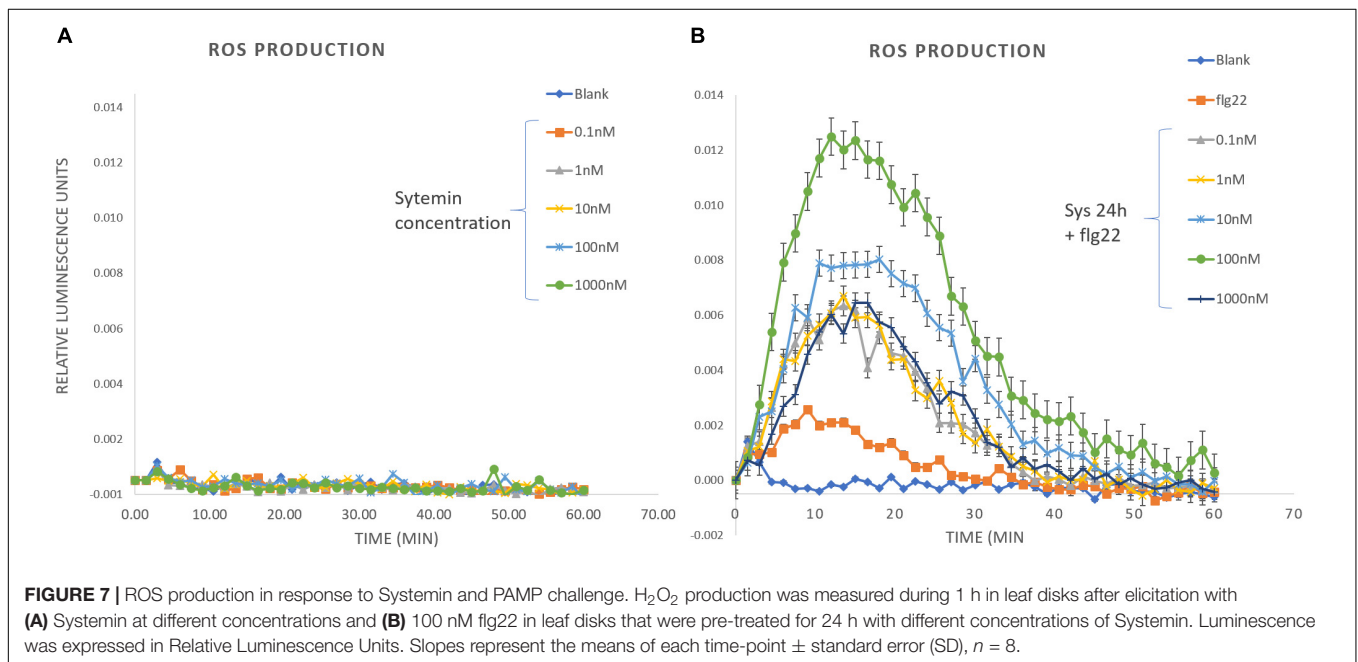 A
ROS PRODUCTION
0.014
0.012
0.010
0.008
0.006
0.004
0.002
0.001
-0.001
RELATIVE LUMINESCENCE UNITS
0.00
10.00
20.00
30.00
40.00
50.00
60.00
70.00
TIME (MIN)
Sytemin
concentration
Blank
0.1nM
1nM
10nM
100nM
1000nM
B
ROS PRODUCTION
0.014
0.012
0.010
0.008
0.006
0.004
0.002
0.000
-0.002
0
10
20
30
40
50
60
70
TIME (MIN
Sys 24h
+ flg22
Blank
flg22
0.1nM
1nM
10nM
100nM
1000nM
FIGURE 7 | ROS production in response to Systemin and PAMP challenge. H₂O₂ production was measured during 1 h in leaf disks after elicitation with
(A) Systemin at different concentrations and (B) 100 nM flg22 in leaf disks that were pre-treated for 24 h with different concentrations of Systemin. Luminescence
was expressed in Relative Luminescence Units. Slopes represent the means of each time-point ± standard error (SD), n = 8.